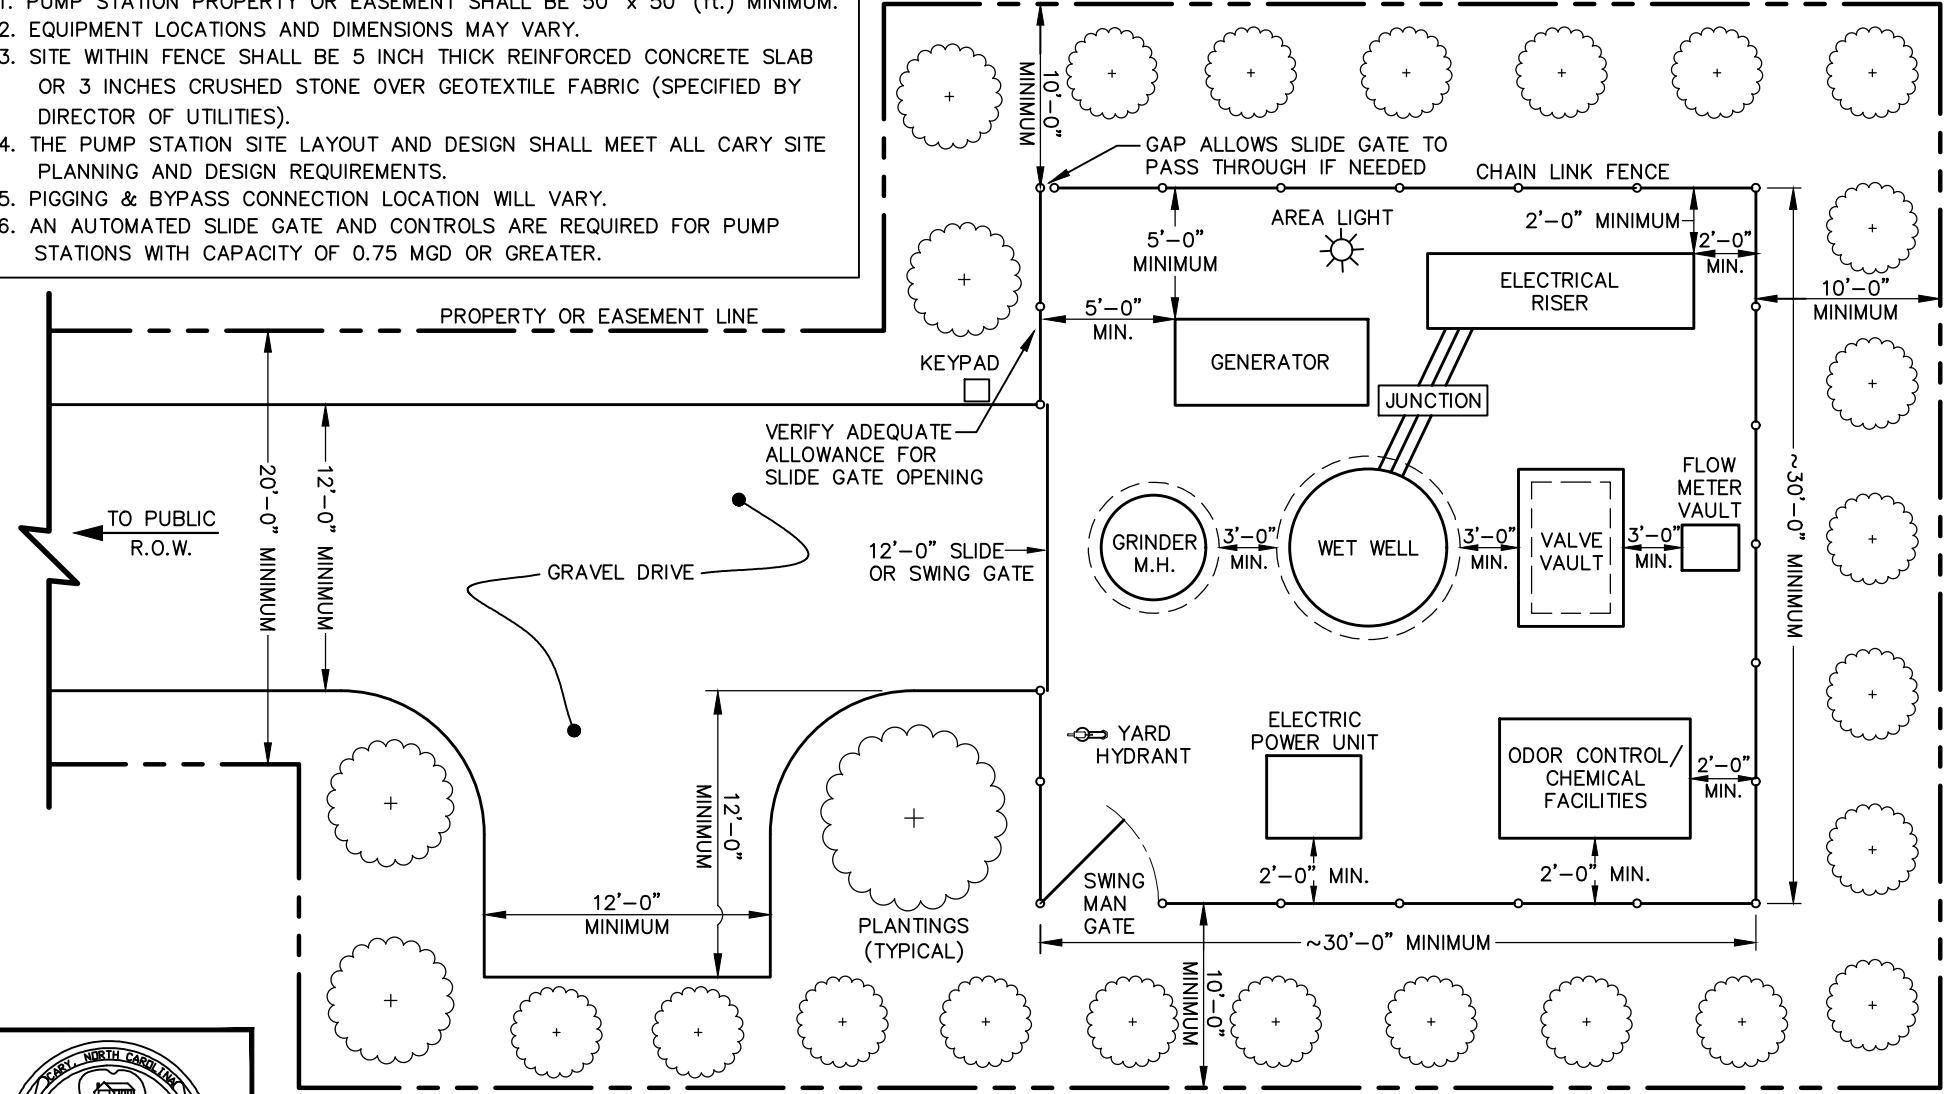 1. PUMP STATION PROPERTY OR EASEMENT SHALL BE 50' x 50' (ft.) MINIMUM.
2. EQUIPMENT LOCATIONS AND DIMENSIONS MAY VARY.
3. SITE WITHIN FENCE SHALL BE 5 INCH THICK REINFORCED CONCRETE SLAB
OR 3 INCHES CRUSHED STONE OVER GEOTEXTILE FABRIC (SPECIFIED BY
DIRECTOR OF UTILITIES).
4. THE PUMP STATION SITE LAYOUT AND DESIGN SHALL MEET ALL CARY SITE
PLANNING AND DESIGN REQUIREMENTS.
5. PIGGING & BYPASS CONNECTION LOCATION WILL VARY.
6. AN AUTOMATED SLIDE GATE AND CONTROLS ARE REQUIRED FOR PUMP
STATIONS WITH CAPACITY OF 0.75 MGD OR GREATER.
10'-0"
MINIMUM
GAP ALLOWS SLIDE GATE TO
PASS THROUGH IF NEEDED
CHAIN LINK FENCE
AREA LIGHT
5'-0"
MINIMUM
2'-0" MINIMUM
2'-0"
MIN.
ELECTRICAL
RISER
10'-0"
MINIMUM
PROPERTY OR EASEMENT LINE
5'-0"
MIN.
KEYPAD
GENERATOR
JUNCTION
VERIFY ADEQUATE
ALLOWANCE FOR
SLIDE GATE OPENING
20'-0" MINIMUM
12'-0" MINIMUM
TO PUBLIC
R.O.W.
GRAVEL DRIVE
12'-0" SLIDE
OR SWING GATE
GRINDER
M.H.
3'-0"
MIN.
WET WELL
3'-0"
MIN.
VALVE
VAULT
3'-0"
MIN.
FLOW
METER
VAULT
~30'-0" MINIMUM
YARD
HYDRANT
ELECTRIC
POWER UNIT
ODOR CONTROL/
CHEMICAL
FACILITIES
2'-0"
MIN.
12'-0"
MINIMUM
12'-0"
MINIMUM
PLANTINGS
(TYPICAL)
SWING
MAN
GATE
2'-0" MIN.
2'-0" MIN.
~30'-0" MINIMUM
10'-0"
MINIMUM
CARY, NORTH CAROLINA